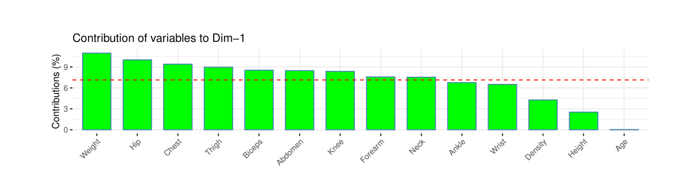 Contribution of variables to Dim−1
Contributions (%)
9
6
3
0
Weight
Hip
Chest
Thigh
Biceps
Abdomen
Knee
Forearm
Neck
Ankle
Wrist
Density
Height
Age